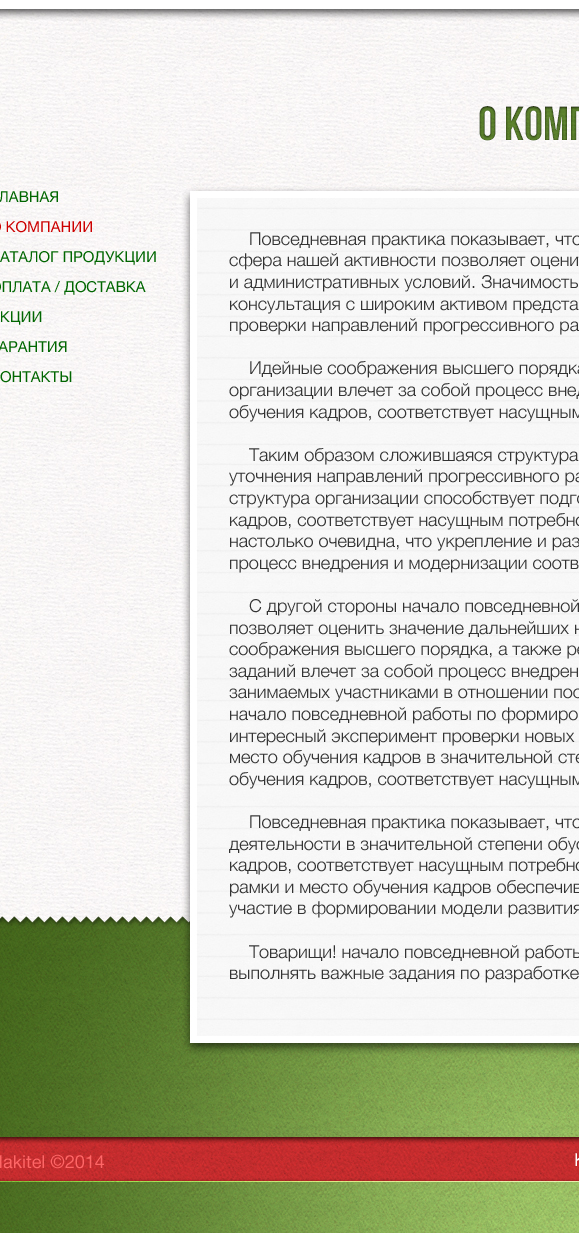 О КОМП
ЛАВНАЯ
О КОМПАНИИ
АТАЛОГ ПРОДУКЦИИ
ОПЛАТА / ДОСТАВКА
КЦИИ
АРАНТИЯ
ОНТАКТЫ
Повседневная практика показывает, что
сфера нашей активности позволяет оцени
и административных условий. Значимость
консультация с широким активом предста
проверки направлений прогрессивного ра
Идейные соображения высшего порядка
организации влечет за собой процесс внед
обучения кадров, соответствует насущным
Таким образом сложившаяся структура
уточнения направлений прогрессивного ра
структура организации способствует подго
кадров, соответствует насущным потребно
настолько очевидна, что укрепление и раз
процесс внедрения и модернизации соотв
С другой стороны начало повседневной
позволяет оценить значение дальнейших н
соображения высшего порядка, а также ре
заданий влечет за собой процесс внедрен
занимаемых участниками в отношении пос
начало повседневной работы по формиро
интересный эксперимент проверки новых
место обучения кадров в значительной сте
обучения кадров, соответствует насущным
Повседневная практика показывает, что
деятельности в значительной степени обус
кадров, соответствует насущным потребно
рамки и место обучения кадров обеспечив
участие в формировании модели развития
Товарищи! начало повседневной работы
выполнять важные задания по разработке
lakitel ©2014
К